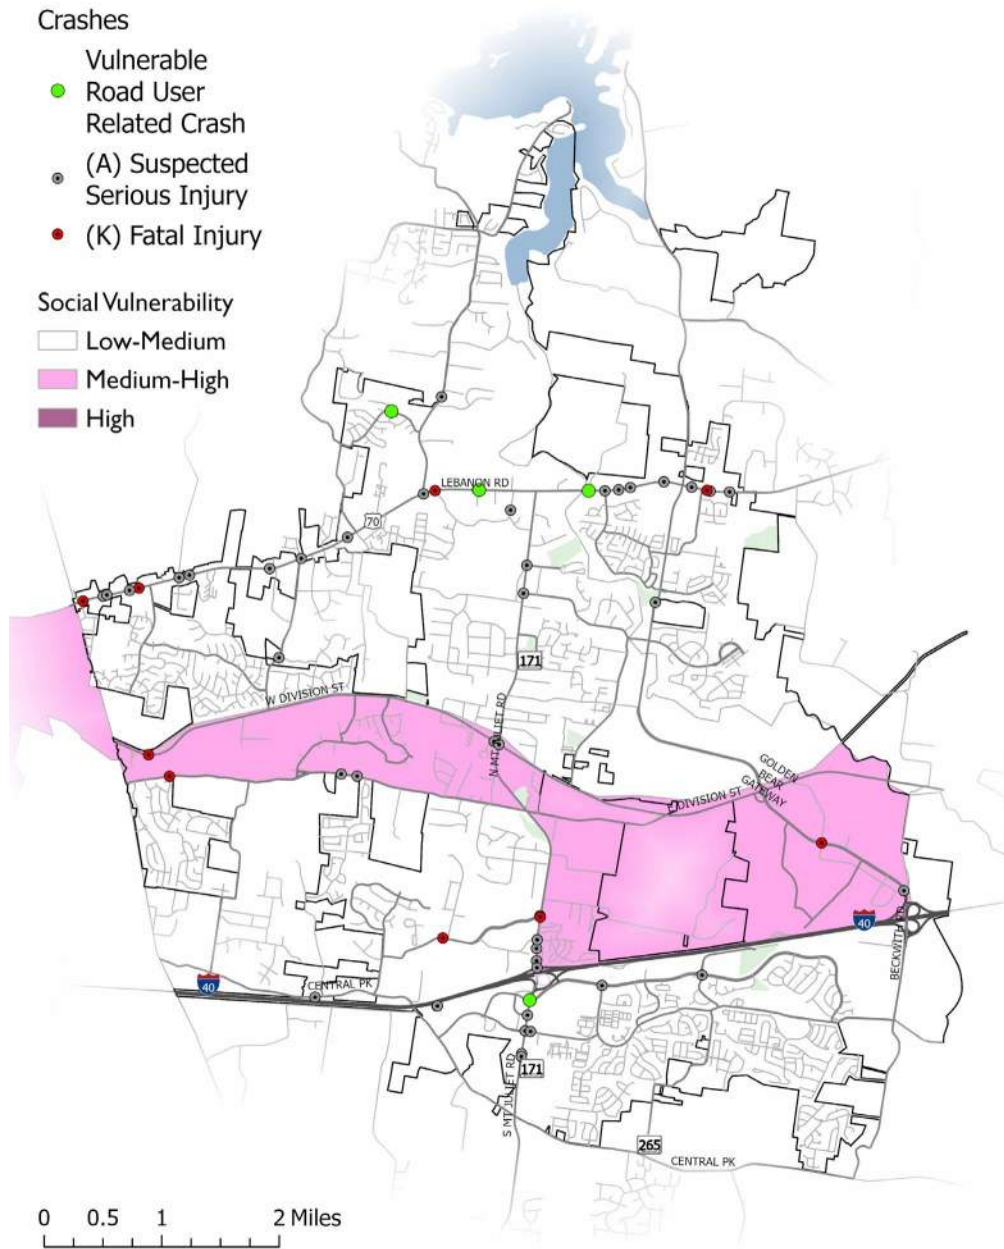 Crashes
Vulnerable
Road User
Related Crash
(A) Suspected
Serious Injury
(K) Fatal Injury
Social Vulnerability
Low-Medium
Medium-High
High
LEBANON RD
70
171
W DIVISION ST
N MT JULIET RD
GOLDEN
BEAR
GATEWAY
DIVISION ST
40
BECKWITH RD
40
CENTRAL PK
171
S MT JULIET RD
265
CENTRAL PK
0 0.5 1 2 Miles